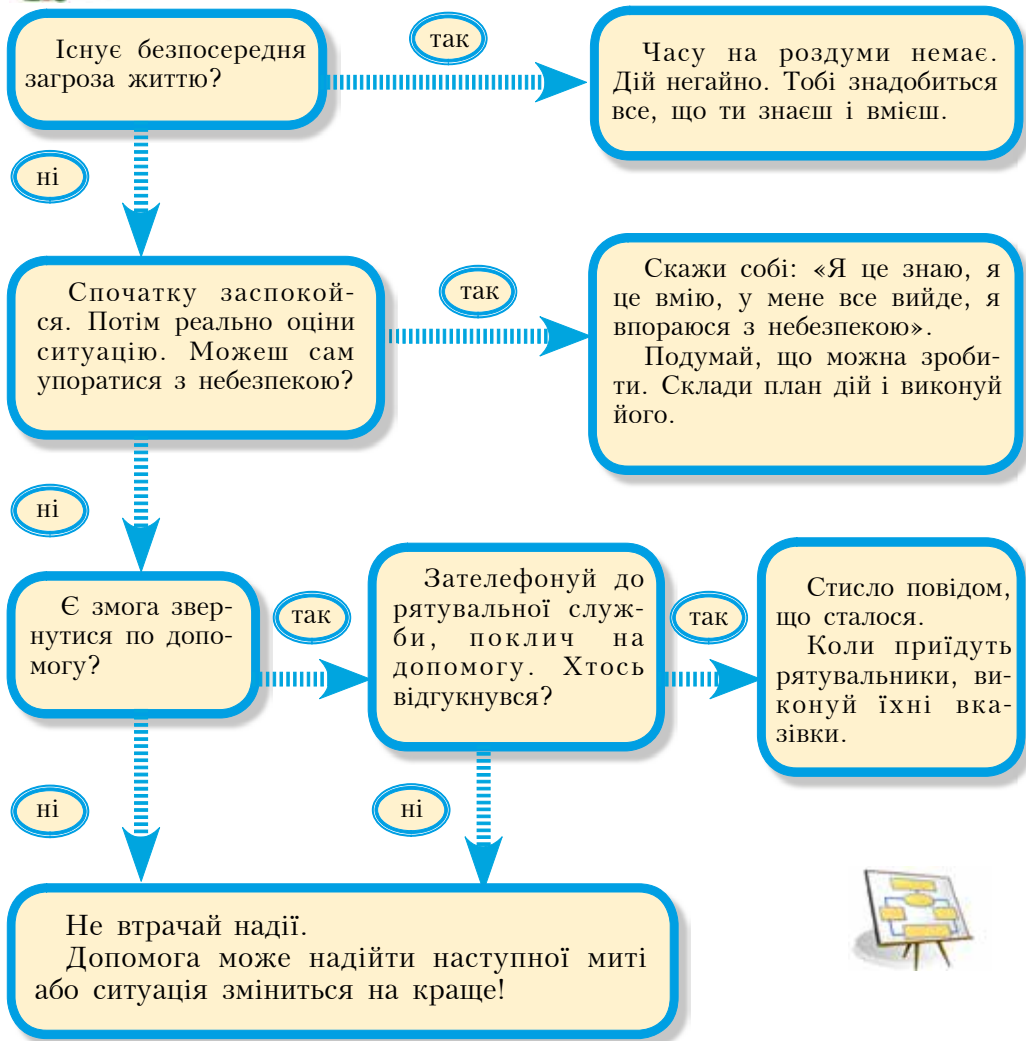 Існує безпосередня
загроза життю?
так
Часу на роздуми немає.
Дій негайно. Тобі знадобиться
все, що ти знаєш і вмієш.
ні
Спочатку заспокой-
ся. Потім реально оціни
ситуацію. Можеш сам
упоратися з небезпекою?
так
Скажи собі: «Я це знаю, я
це вмію, у мене все вийде, я
впораюся з небезпекою».
Подумай, що можна зроби-
ти. Склади план дій і виконуй
його.
ні
Є змога звер-
нутися по допо-
могу?
так
Зателефонуй до
рятувальної служ-
би, поклич на
допомогу. Хтось
відгукнувся?
так
Стисло повідом,
що сталося.
Коли приїдуть
рятувальники, ви-
конуй їхні вка-
зівки.
ні
ні
Не втрачай надії.
Допомога може надійти наступної миті
або ситуація зміниться на краще!